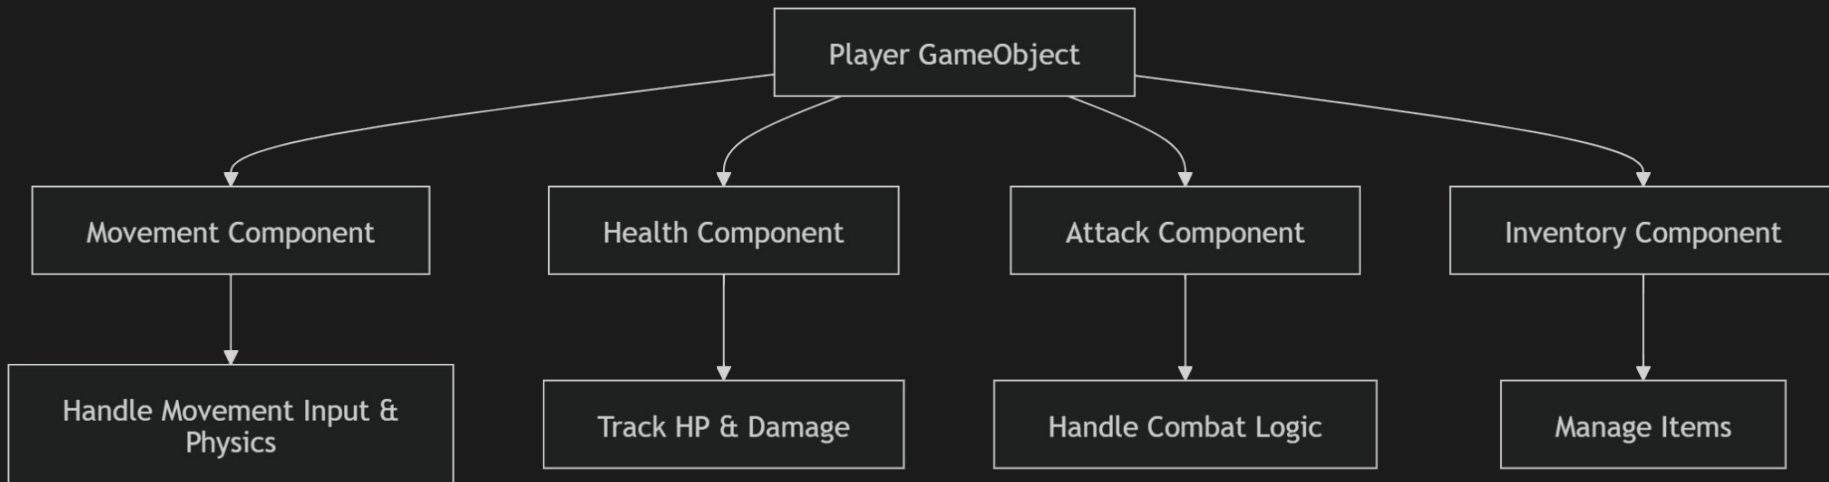 Player GameObject
Movement Component
Health Component
Attack Component
Inventory Component
Handle Movement Input &
Physics
Track HP & Damage
Handle Combat Logic
Manage Items